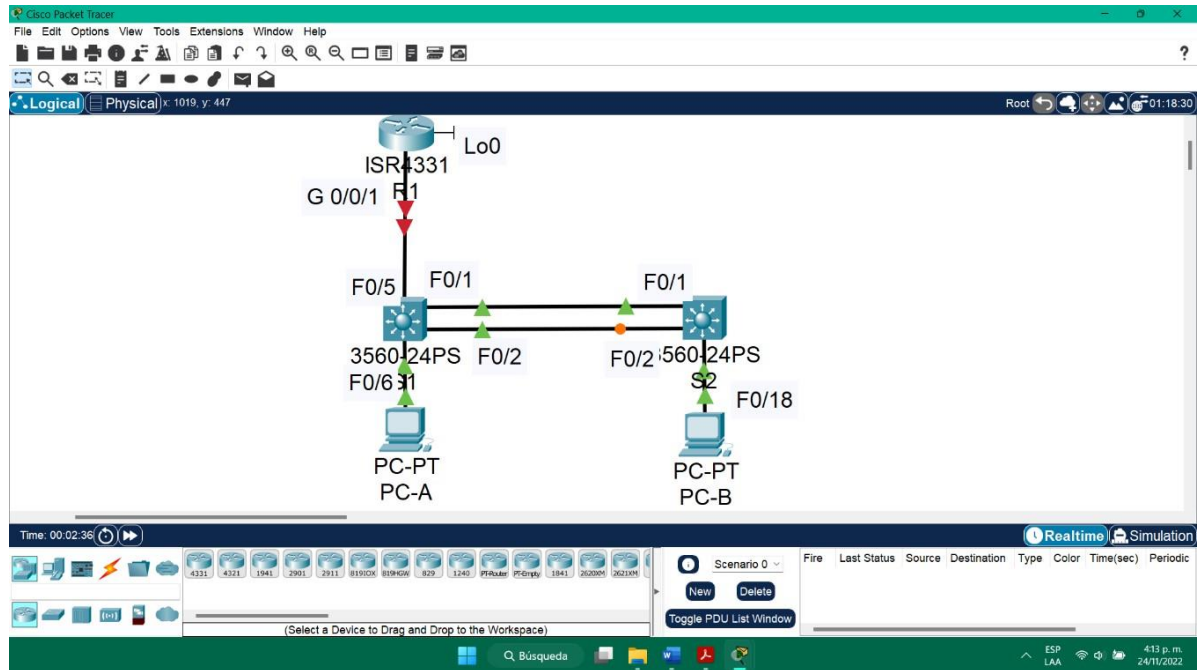 Cisco Packet Tracer
File Edit Options View Tools Extensions Window Help
?
Logical Physical x: 1019, y: 447 Root 01:18:30
Lo0
ISR4331
G 0/0/1 R1
F0/5 F0/1 F0/1
3560-24PS F0/2 F0/2 3560-24PS
F0/6 S1 S2
F0/18
PC-PT PC-PT
PC-A PC-B
Time: 00:02:36 Realtime Simulation
4331 4321 1941 2901 2911 819IOX 819HGW 829 1240 PT-Router PT-Empty 1841 2620XM 2621XM
Scenario 0 Fire Last Status Source Destination Type Color Time(sec) Periodic
New Delete
Toggle PDU List Window
(Select a Device to Drag and Drop to the Workspace)
Búsqueda
ESP 4:13 p. m.
LAA 24/11/2022